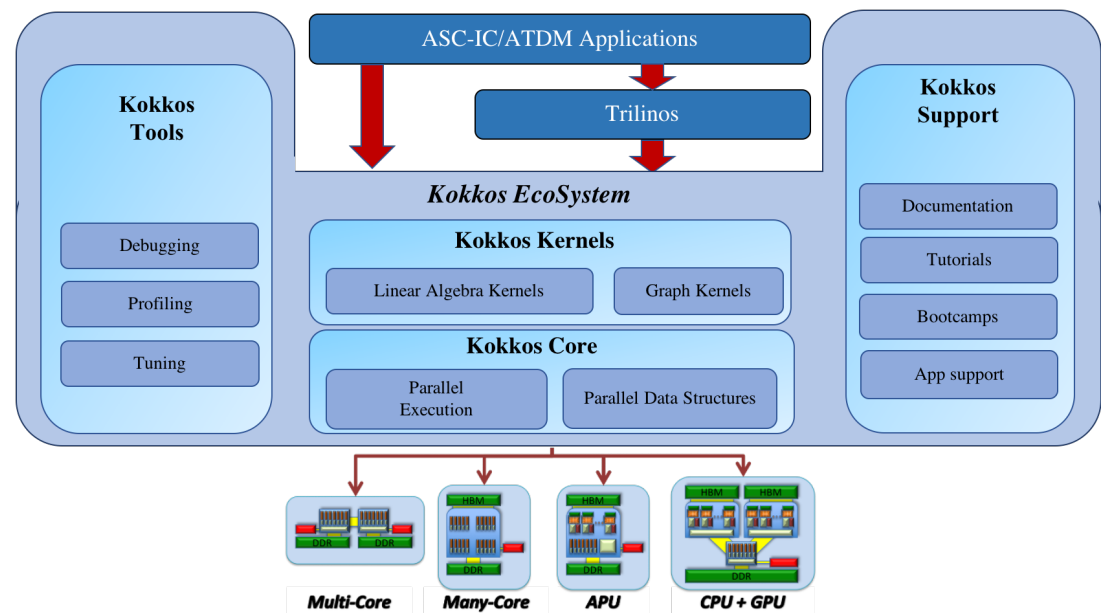 ASC-IC/ATDM Applications
Trilinos
Kokkos
Tools
Debugging
Profiling
Tuning
Kokkos EcoSystem
Kokkos Kernels
Linear Algebra Kernels
Graph Kernels
Kokkos Core
Parallel
Execution
Parallel Data Structures
Kokkos
Support
Documentation
Tutorials
Bootcamps
App support
DDR
DDR
Multi-Core
HBM
DDR
Many-Core
HBM
DDR
APU
HBM
HBM
DDR
CPU + GPU